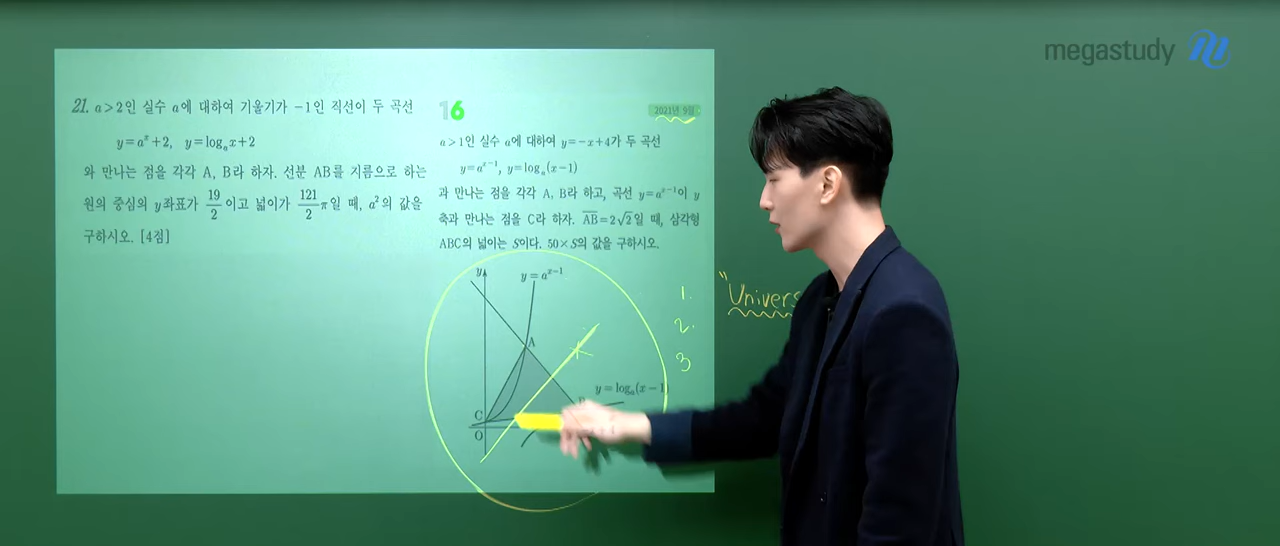 megastudy
21. a>2인 실수 a에 대하여 기울기가 -1인 직선이 두 곡선
y=aˣ+2, y=logₐx+2
와 만나는 점을 각각 A, B라 하자. 선분 AB를 지름으로 하는
원의 중심의 y좌표가 19/2이고 넓이가 121/2π일 때, a²의 값을
구하시오. [4점]
16
2021년 9월
a>1인 실수 a에 대하여 y=-x+4가 두 곡선
y=aˣ⁻¹, y=logₐ(x-1)
과 만나는 점을 각각 A, B라 하고, 곡선 y=aˣ⁻¹이 y
축과 만나는 점을 C라 하자. AB=2√2일 때, 삼각형
ABC의 넓이는 S이다. 50×S의 값을 구하시오.
y
y=aˣ⁻¹
A
y=logₐ(x-1)
B
C
O
1. "Univers
2.
3